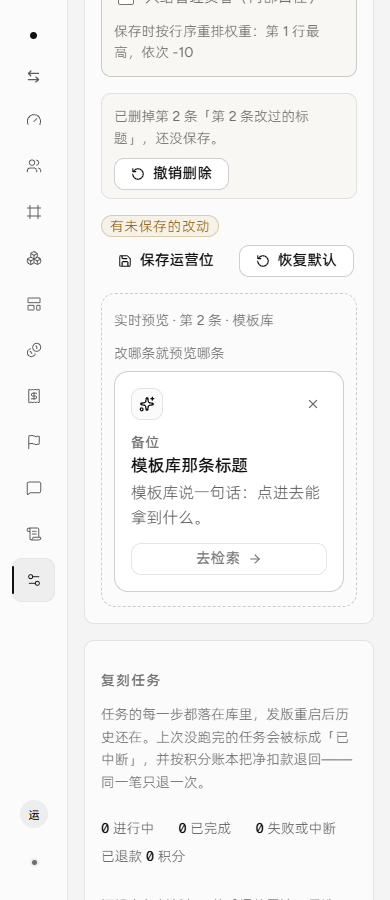 保存时按行序重排权重：第 1 行最
高，依次 -10
已删掉第 2 条「第 2 条改过的标
题」，还没保存。
撤销删除
有未保存的改动
保存运营位
恢复默认
实时预览 · 第 2 条 · 模板库
改哪条就预览哪条
备位
模板库那条标题
模板库说一句话：点进去能
拿到什么。
去检索 →
复刻任务
任务的每一步都落在库里，发版重启后历
史还在。上次没跑完的任务会被标成「已
中断」，并按积分账本把净扣款退回——
同一笔只退一次。
0 进行中 0 已完成 0 失败或中断
已退款 0 积分
运